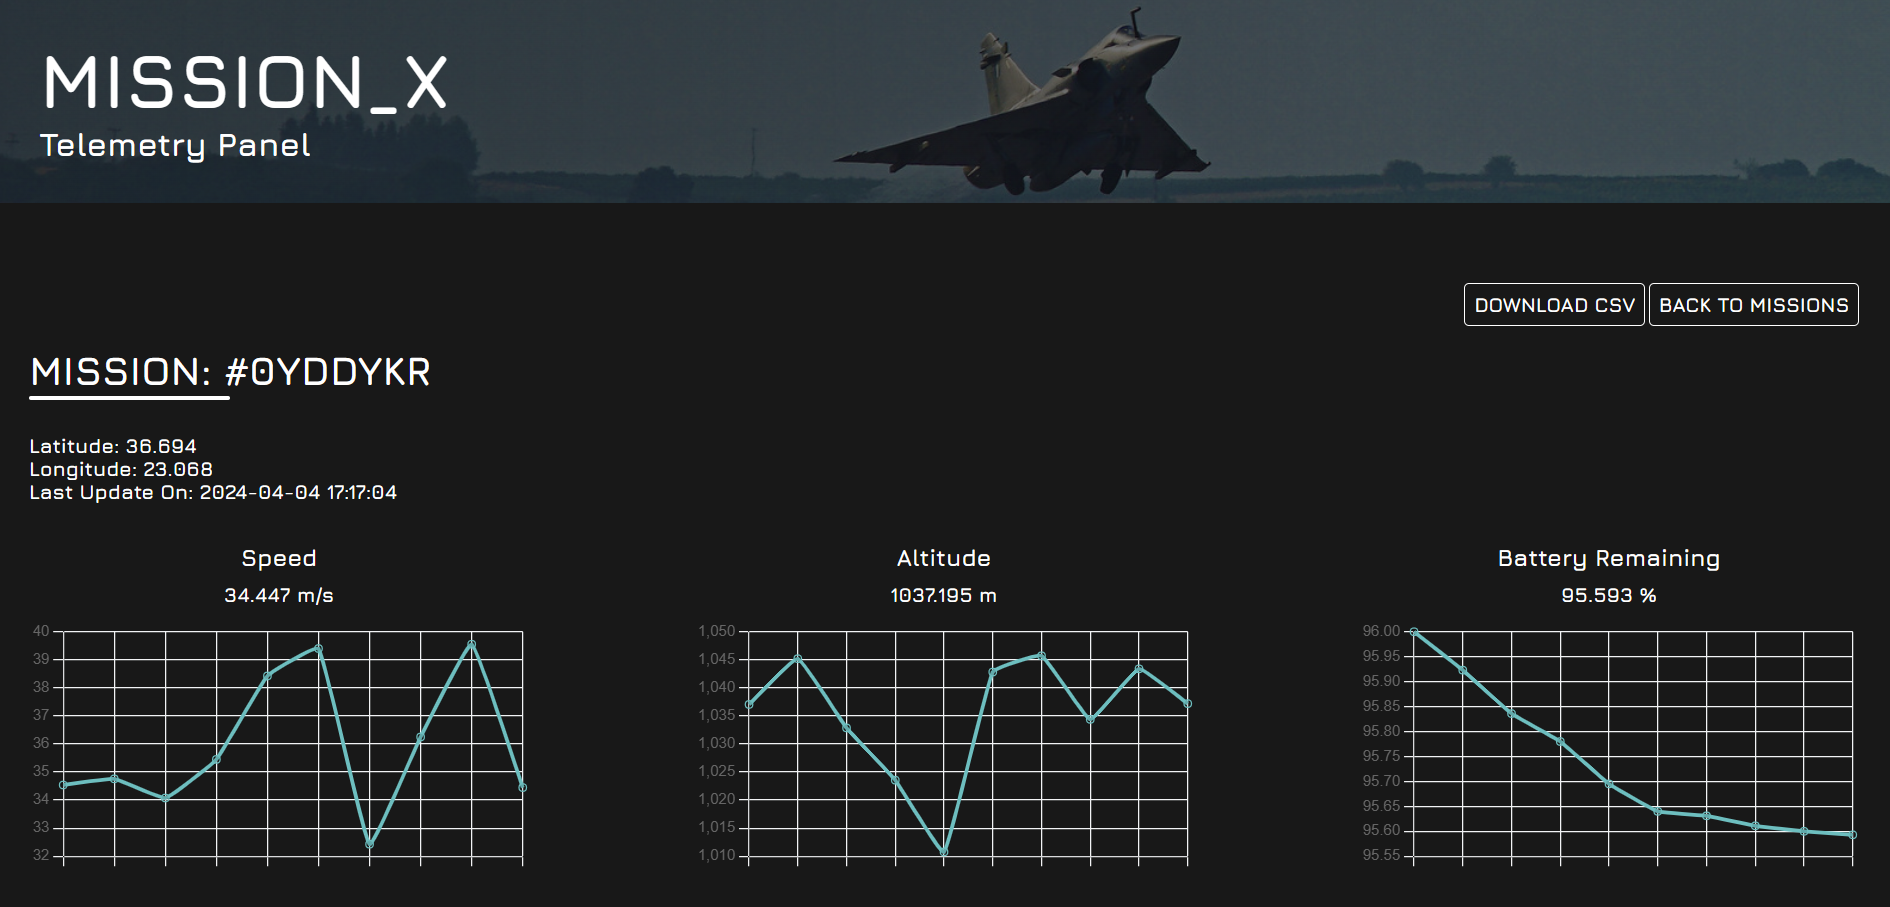 MISSION_X
Telemetry Panel
DOWNLOAD CSV BACK TO MISSIONS
MISSION: #0YDDYKR
Latitude: 36.694
Longitude: 23.068
Last Update On: 2024-04-04 17:17:04
Speed
34.447 m/s
40
39
38
37
36
35
34
33
32
Altitude
1037.195 m
1,050
1,045
1,040
1,035
1,030
1,025
1,020
1,015
1,010
Battery Remaining
95.593 %
96.00
95.95
95.90
95.85
95.80
95.75
95.70
95.65
95.60
95.55